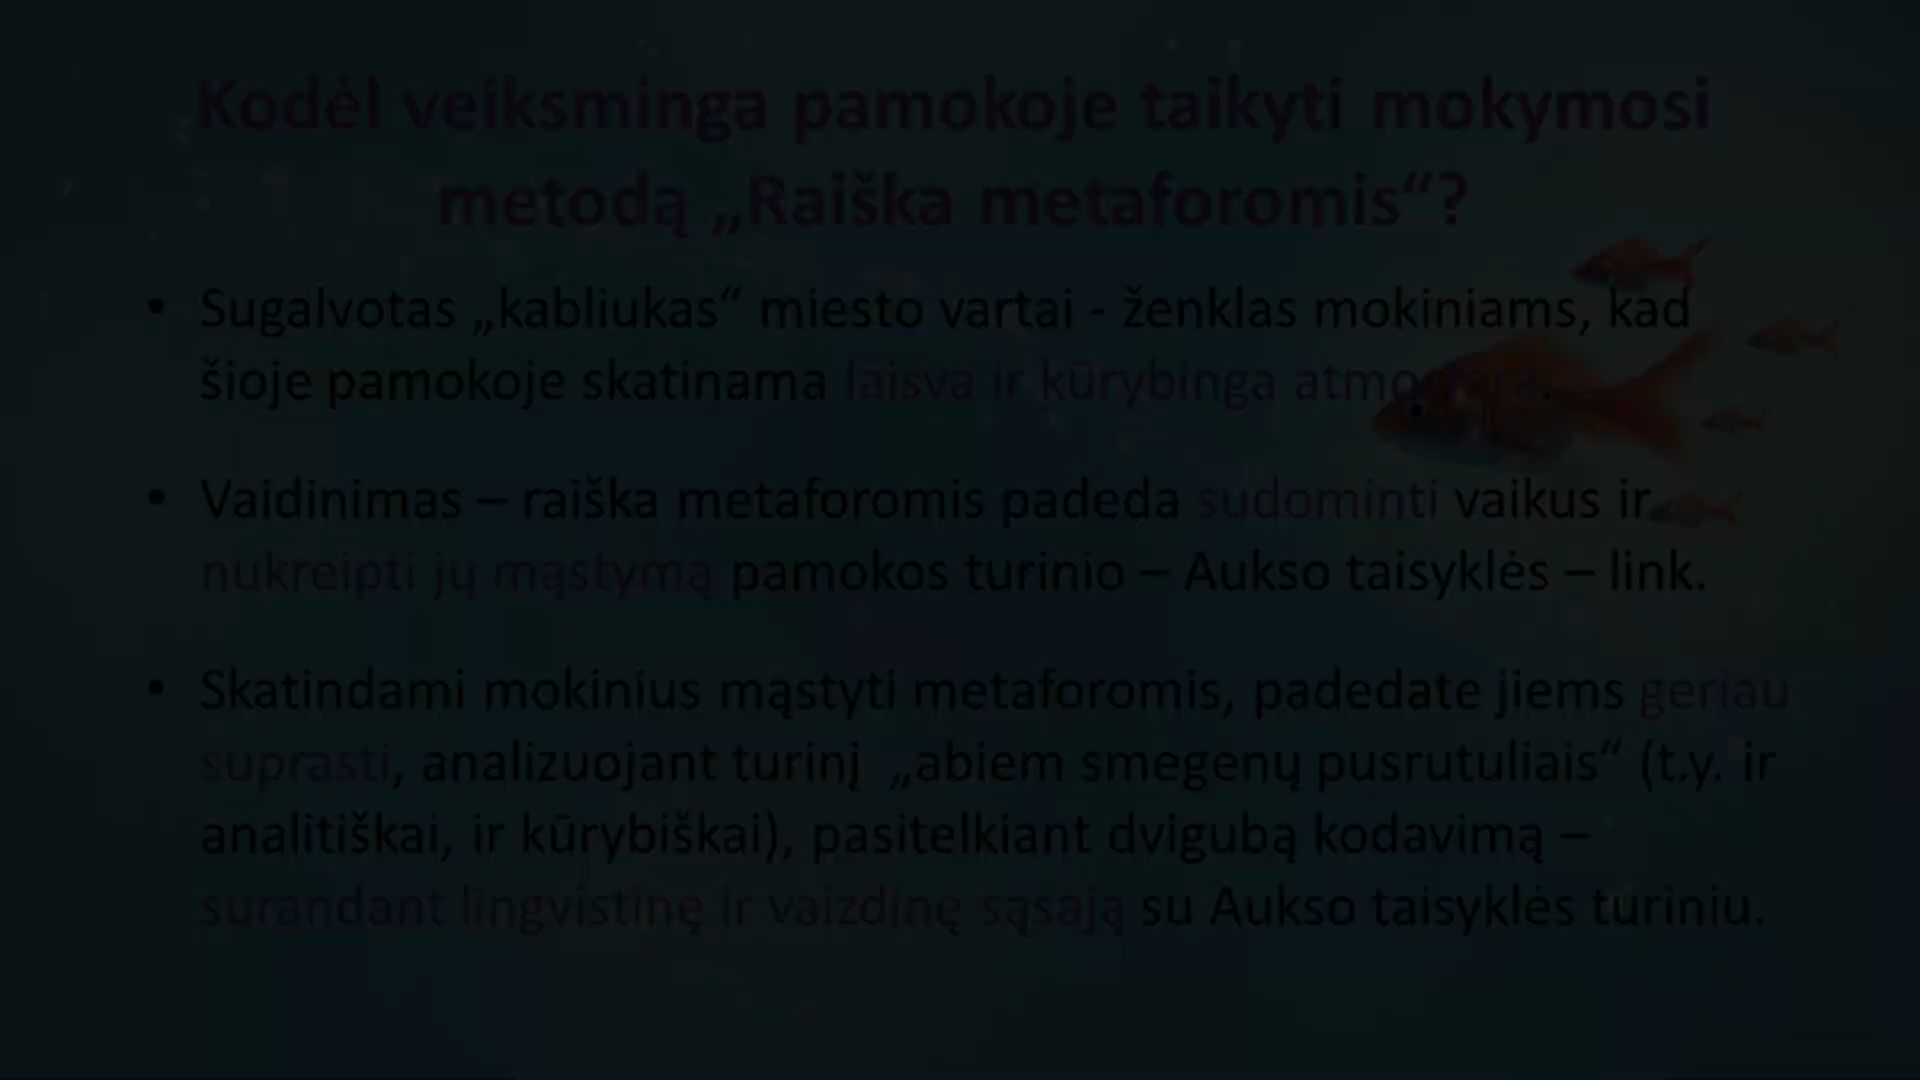 Kodėl veiksminga pamokoje taikyti mokymosi
metodą „Raiška metaforomis“?
• Sugalvotas „kabliukas“ miesto vartai - ženklas mokiniams, kad
šioje pamokoje skatinama laisva ir kūrybinga atmosfera.
• Vaidinimas – raiška metaforomis padeda sudominti vaikus ir
nukreipti jų mąstymą pamokos turinio – Aukso taisyklės – link.
• Skatindami mokinius mąstyti metaforomis, padedate jiems geriau
suprasti, analizuojant turinį „abiem smegenų pusrutuliais“ (t.y. ir
analitiškai, ir kūrybiškai), pasitelkiant dvigubą kodavimą –
surandant lingvistinę ir vaizdinę sąsają su Aukso taisyklės turiniu.